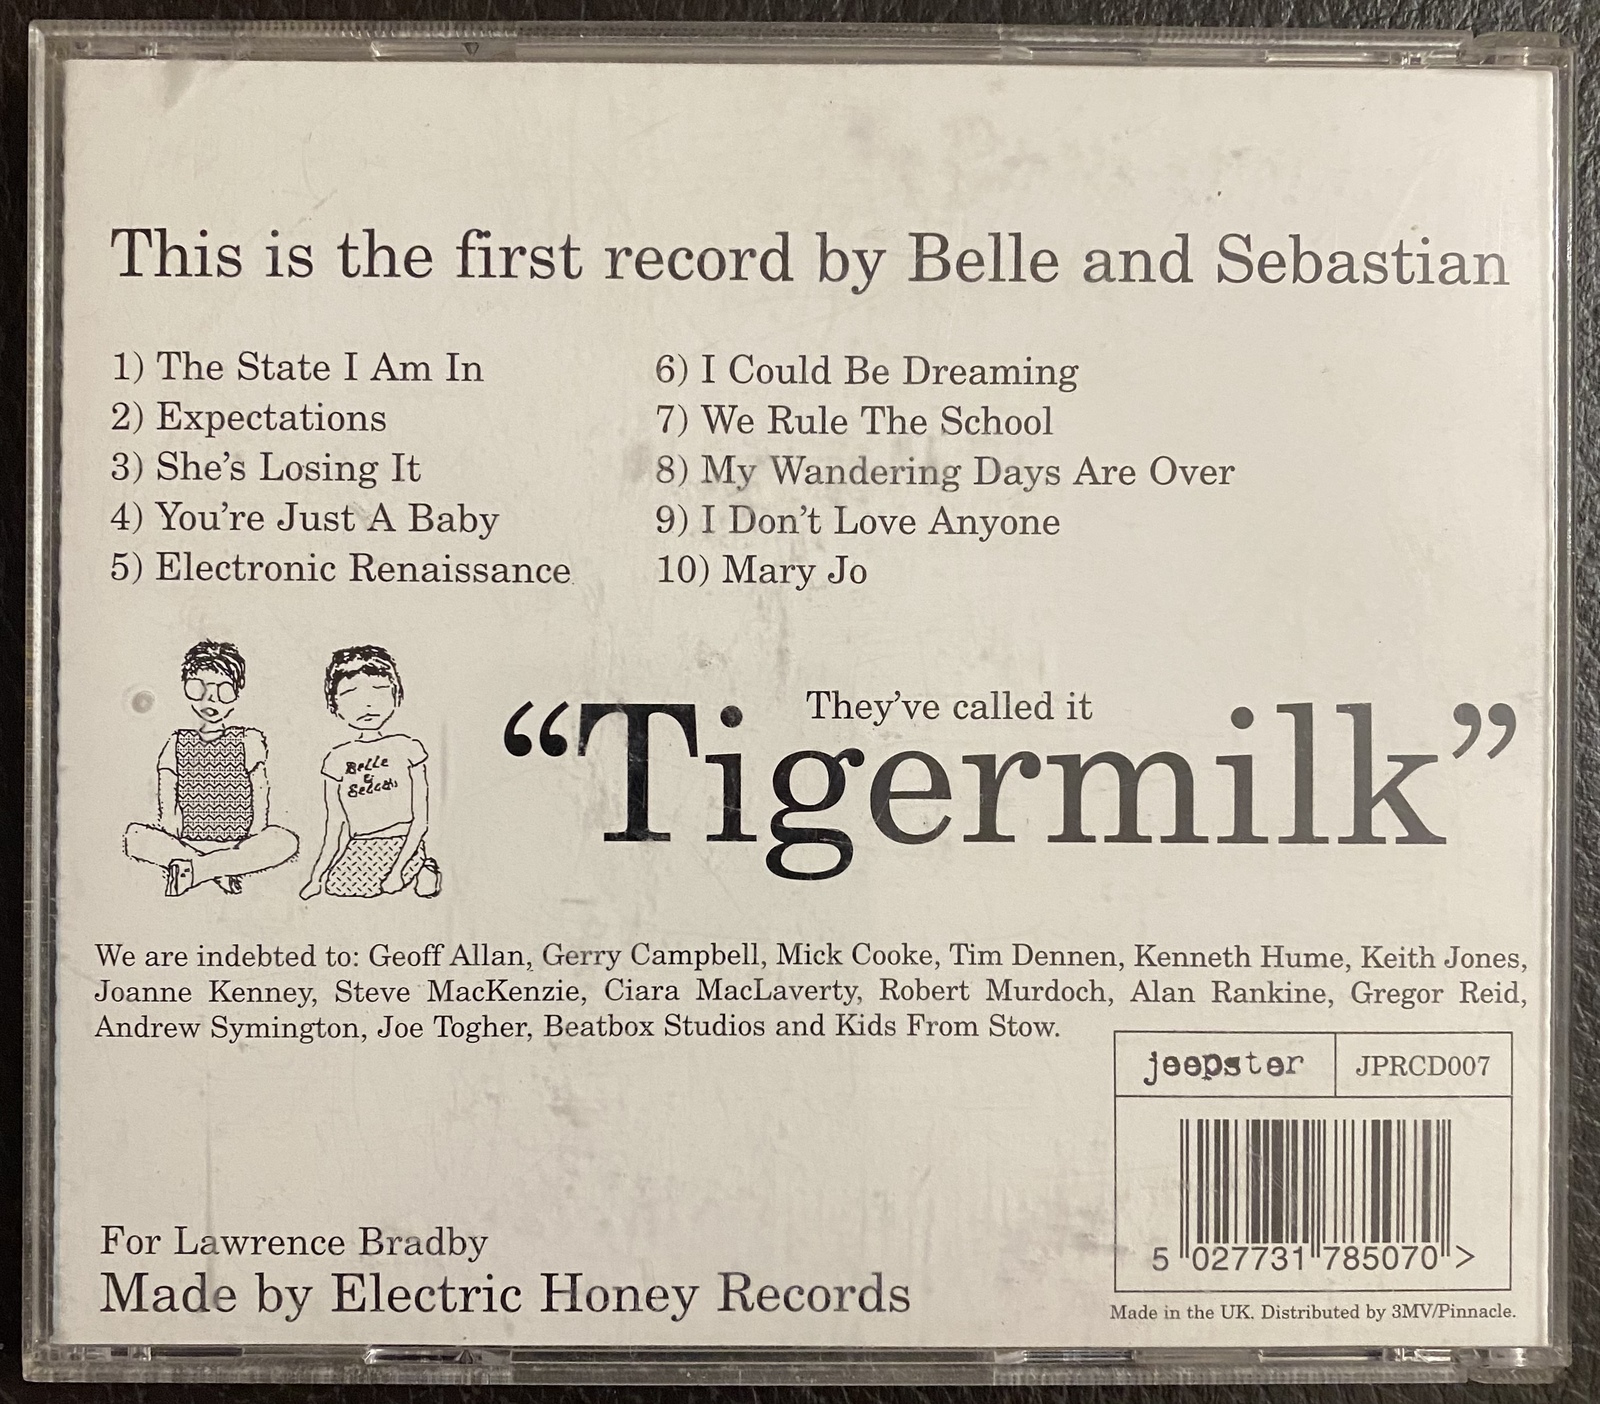 This is the first record by Belle and Sebastian
1) The State I Am In
2) Expectations
3) She's Losing It
4) You're Just A Baby
5) Electronic Renaissance
6) I Could Be Dreaming
7) We Rule The School
8) My Wandering Days Are Over
9) I Don't Love Anyone
10) Mary Jo
Belle
&
They've called it
“Tigermilk”
We are indebted to: Geoff Allan, Gerry Campbell, Mick Cooke, Tim Dennen, Kenneth Hume, Keith Jones,
Joanne Kenney, Steve MacKenzie, Ciara MacLaverty, Robert Murdoch, Alan Rankine, Gregor Reid,
Andrew Symington, Joe Togher, Beatbox Studios and Kids From Stow.
jeepster
JPRCD007
5 027731 785070 >
Made in the UK. Distributed by 3MV/Pinnacle.
For Lawrence Bradby
Made by Electric Honey Records